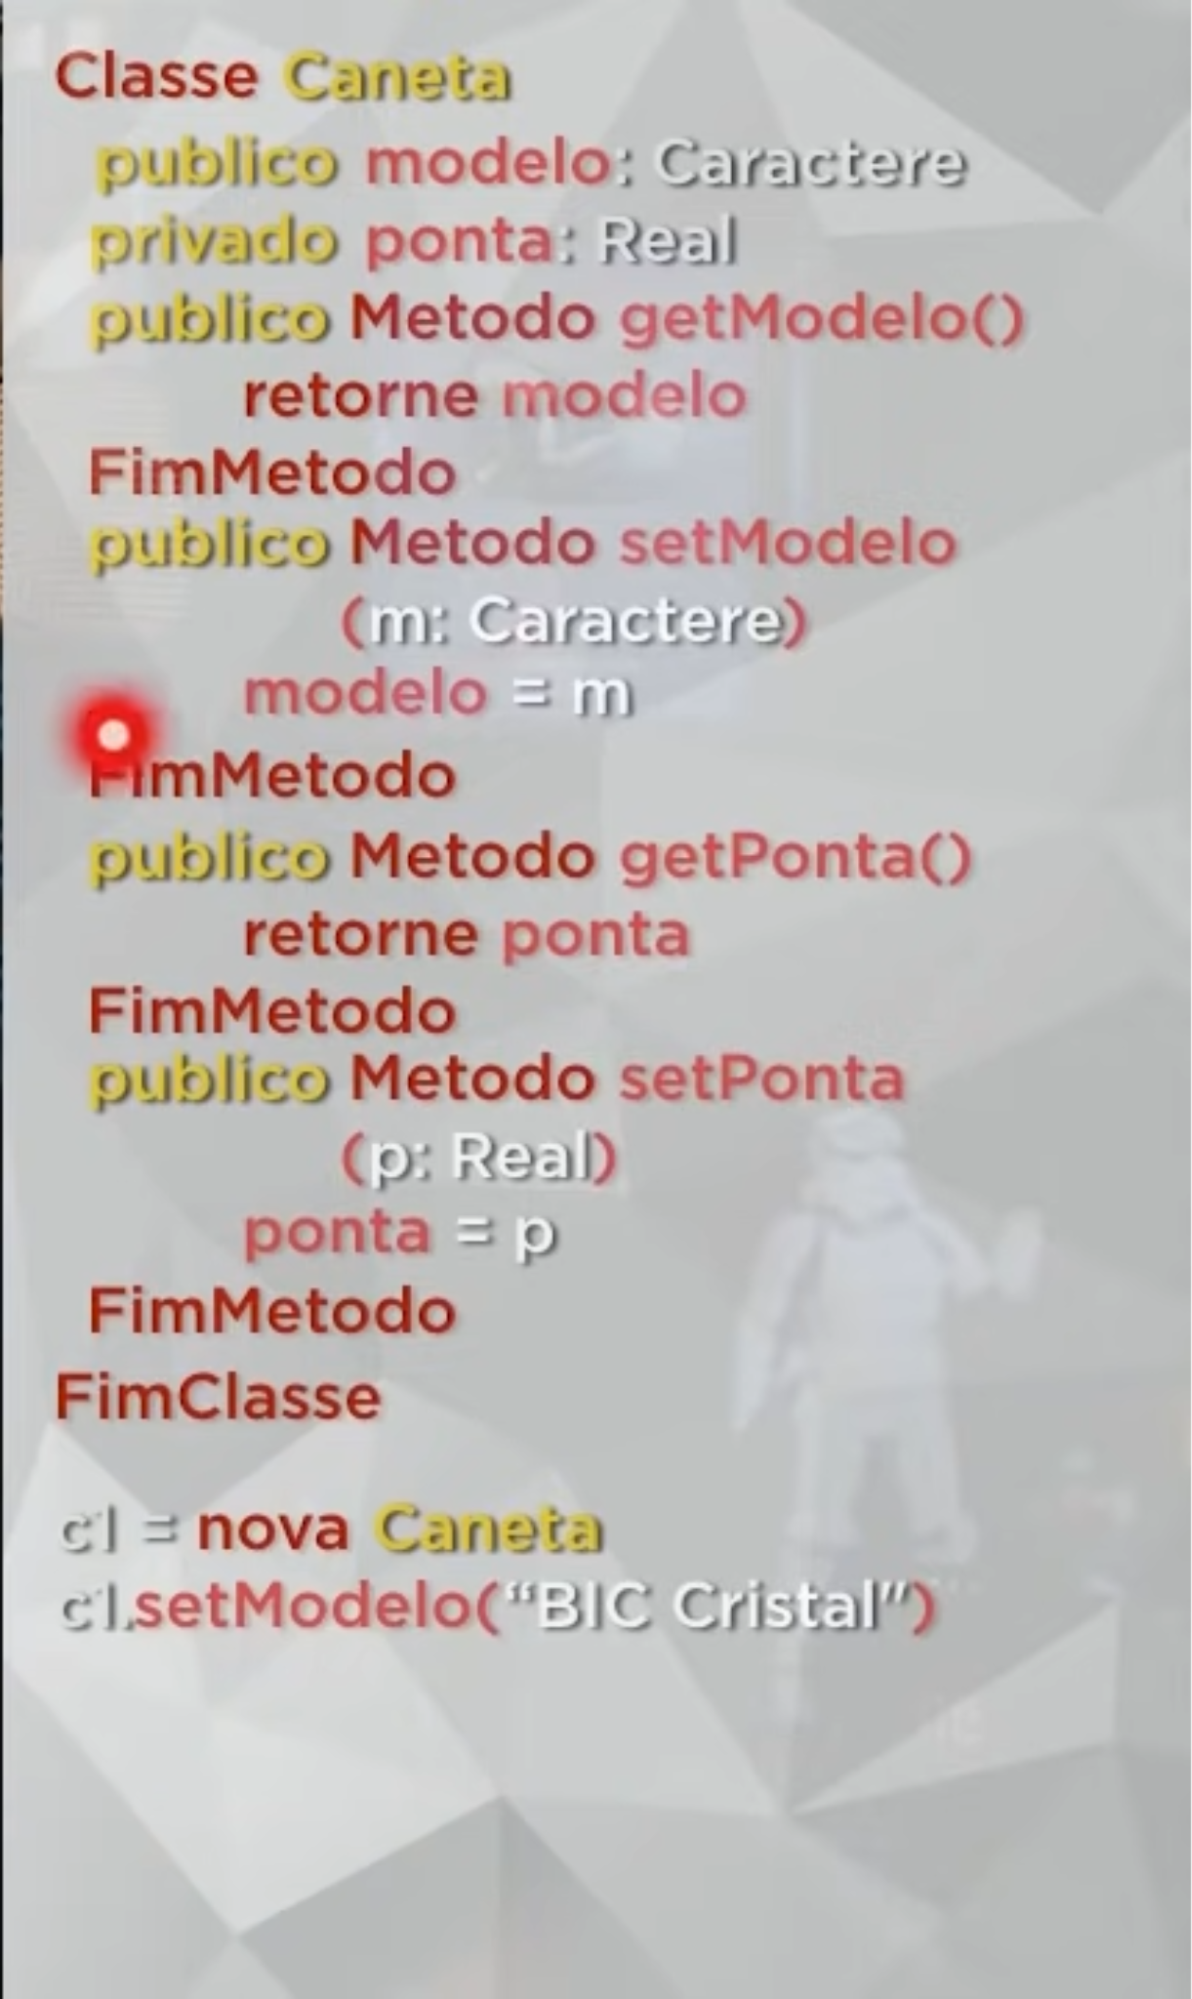 Classe Caneta
publico modelo: Caractere
privado ponta: Real
publico Metodo getModelo()
retorne modelo
FimMetodo
publico Metodo setModelo
(m: Caractere)
modelo = m
FimMetodo
publico Metodo getPonta()
retorne ponta
FimMetodo
publico Metodo setPonta
(p: Real)
ponta = p
FimMetodo
FimClasse
c1 = nova Caneta
c1.setModelo(“BIC Cristal")